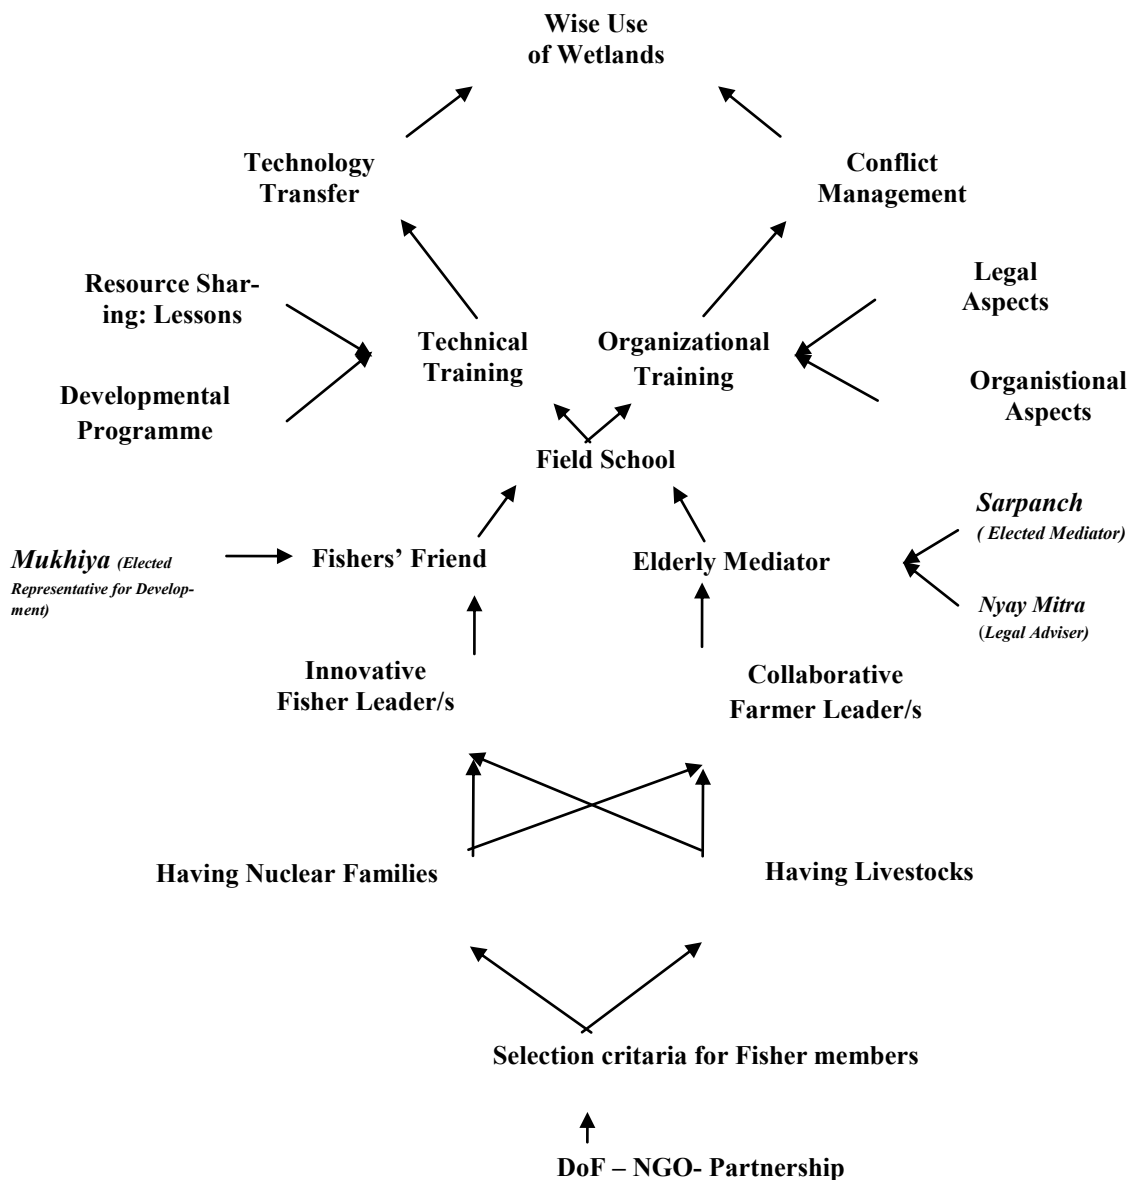 Wise Use
of Wetlands
Technology
Transfer
Conflict
Management
Resource Shar-
ing: Lessons
Legal
Aspects
Technical
Training
Organizational
Training
Developmental
Programme
Organistional
Aspects
Field School
Mukhiya (Elected
Representative for Develop-
ment)
Fishers’ Friend
Elderly Mediator
Sarpanch
( Elected Mediator)
Nyay Mitra
(Legal Adviser)
Innovative
Fisher Leader/s
Collaborative
Farmer Leader/s
Having Nuclear Families
Having Livestocks
Selection critaria for Fisher members
DoF – NGO- Partnership